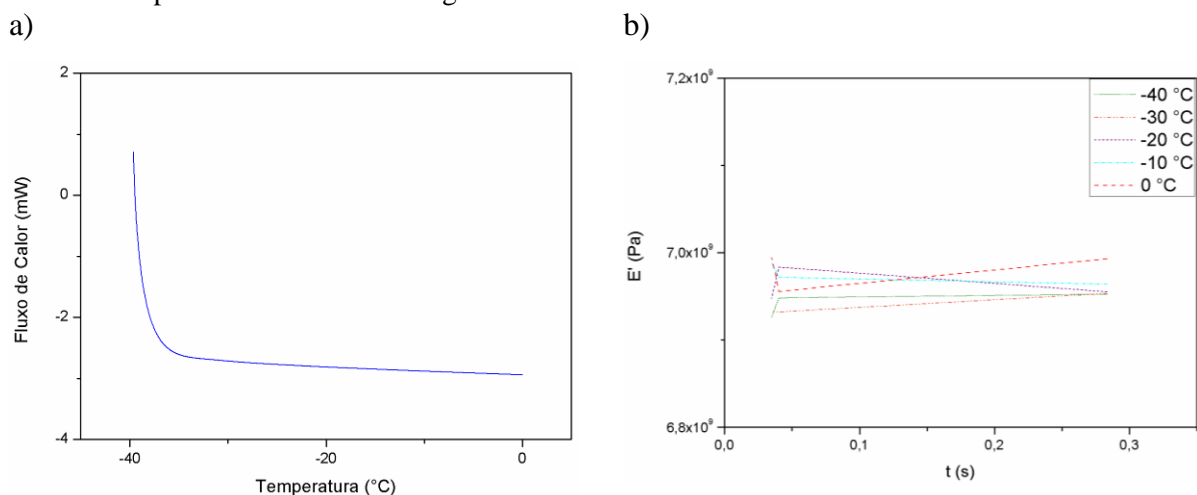 a)
b)
2
0
-2
-4
Fluxo de Calor (mW)
-40
-20
0
Temperatura (°C)
7,2x10⁹
7,0x10⁹
6,8x10⁹
E' (Pa)
-40 °C
-30 °C
-20 °C
-10 °C
0 °C
0,0
0,1
0,2
0,3
t (s)